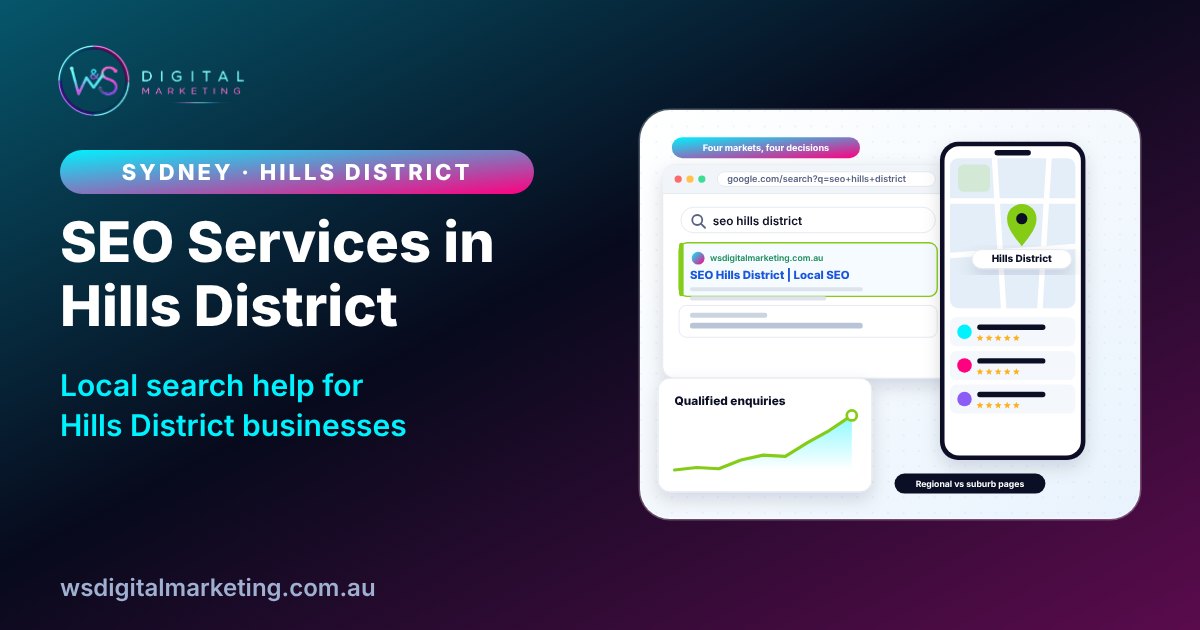 W&S
DIGITAL
MARKETING
SYDNEY · HILLS DISTRICT
SEO Services in
Hills District
Local search help for
Hills District businesses
wsdigitalmarketing.com.au
Four markets, four decisions
google.com/search?q=seo+hills+district
seo hills district
wsdigitalmarketing.com.au
SEO Hills District | Local SEO
Hills District
Qualified enquiries
Regional vs suburb pages